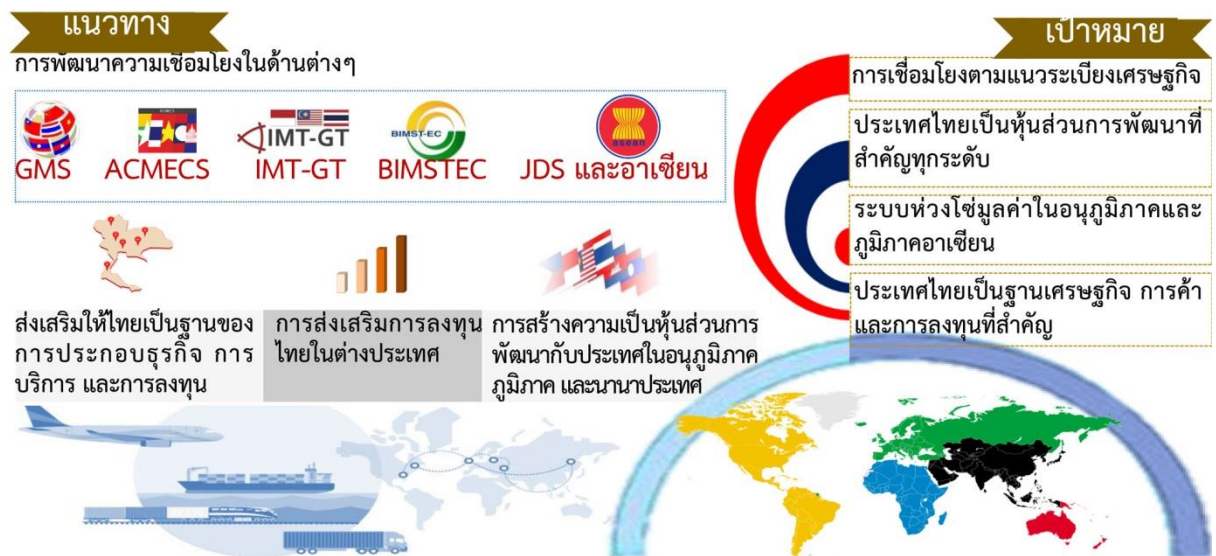 แนวทาง
การพัฒนาความเชื่อมโยงในด้านต่างๆ
GMS
ACMECS
IMT-GT
IMT-GT
BIMST-EC
BIMSTEC
asean
JDS และอาเซียน
ส่งเสริมให้ไทยเป็นฐานของ
การประกอบธุรกิจ การ
บริการ และการลงทุน
การส่งเสริมการลงทุน
ไทยในต่างประเทศ
การสร้างความเป็นหุ้นส่วนการ
พัฒนากับประเทศในอนุภูมิภาค
ภูมิภาค และนานาประเทศ
เป้าหมาย
การเชื่อมโยงตามแนวระเบียงเศรษฐกิจ
ประเทศไทยเป็นหุ้นส่วนการพัฒนาที่
สำคัญทุกระดับ
ระบบห่วงโซ่มูลค่าในอนุภูมิภาคและ
ภูมิภาคอาเซียน
ประเทศไทยเป็นฐานเศรษฐกิจ การค้า
และการลงทุนที่สำคัญ